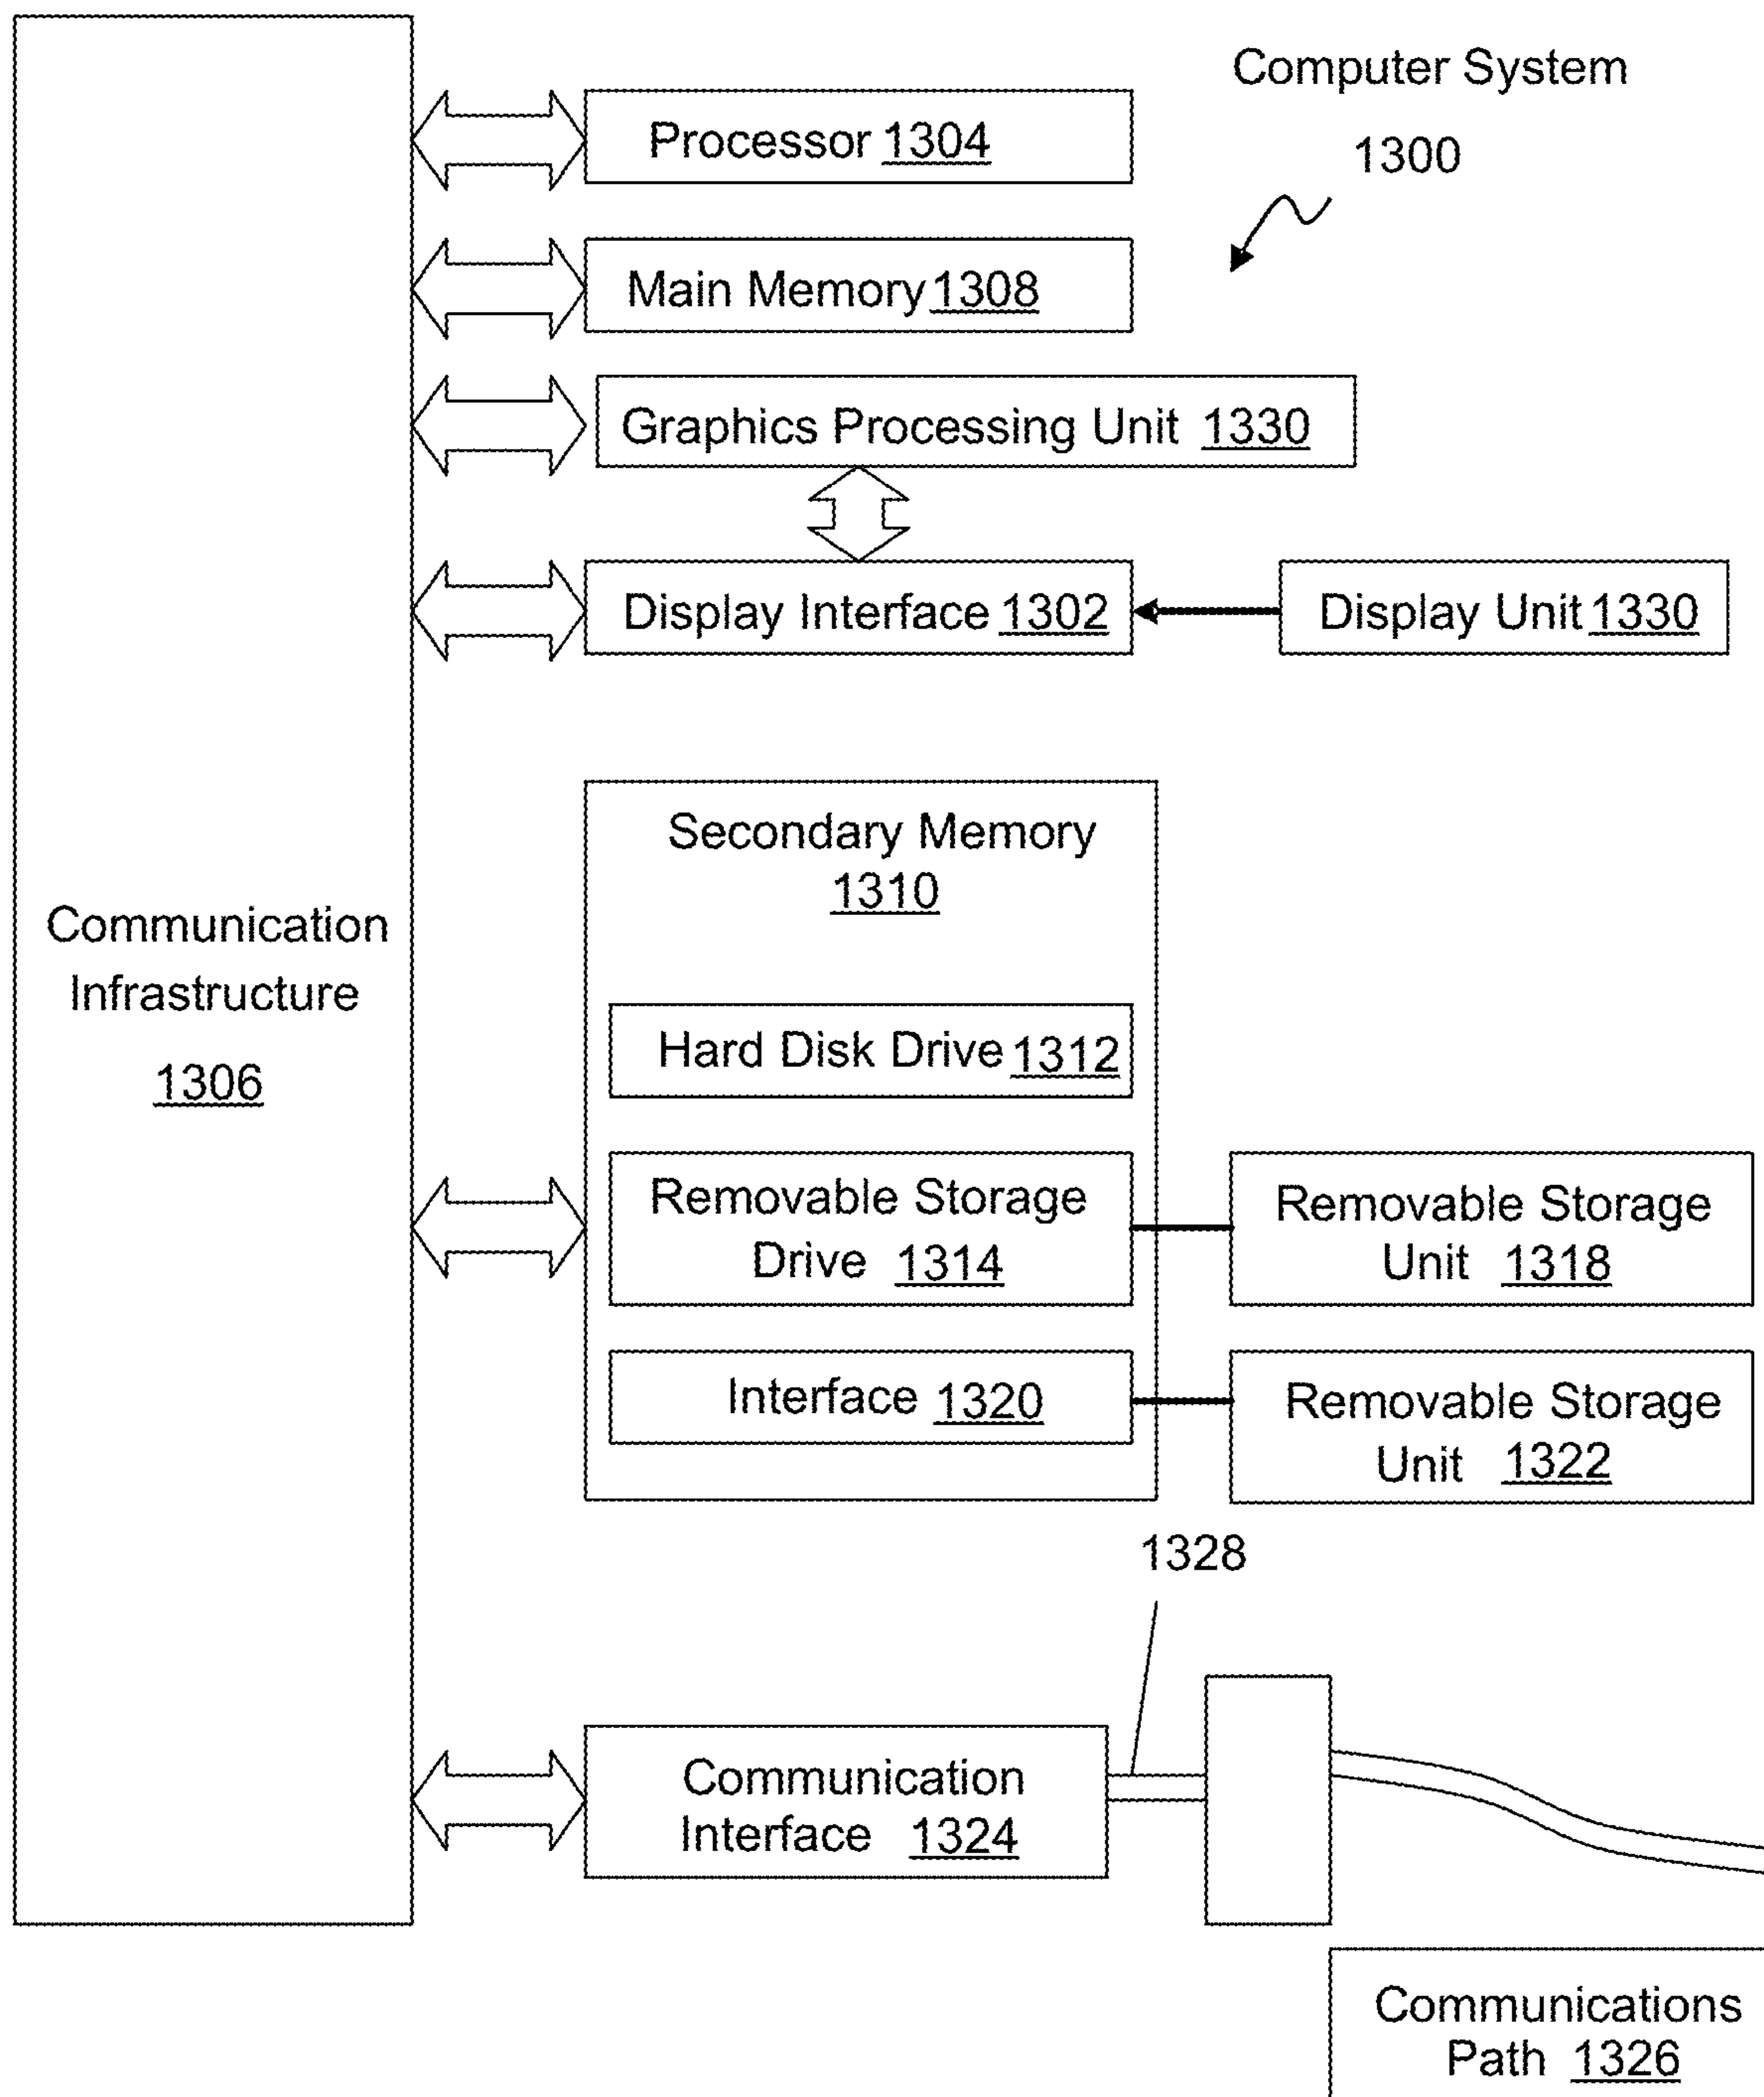 Computer System
1300
Processor 1304
Main Memory 1308
Graphics Processing Unit 1330
Display Interface 1302
Display Unit 1330
Communication
Infrastructure
1306
Secondary Memory
1310
Hard Disk Drive 1312
Removable Storage
Drive 1314
Removable Storage
Unit 1318
Interface 1320
Removable Storage
Unit 1322
1328
Communication
Interface 1324
Communications
Path 1326